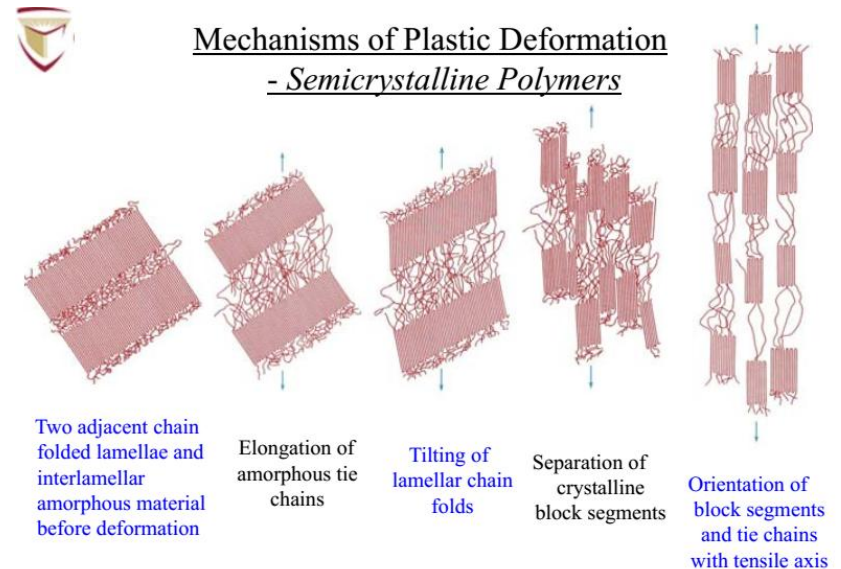 Mechanisms of Plastic Deformation
- Semicrystalline Polymers
Two adjacent chain
folded lamellae and
interlamellar
amorphous material
before deformation
Elongation of
amorphous tie
chains
Tilting of
lamellar chain
folds
Separation of
crystalline
block segments
Orientation of
block segments
and tie chains
with tensile axis